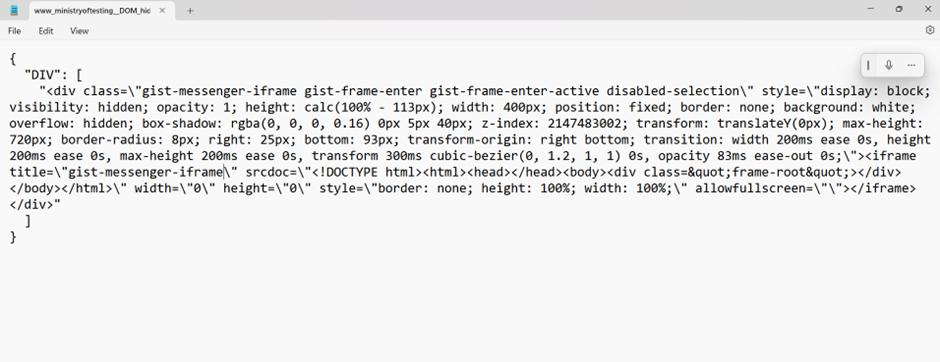 www_ministryoftesting__DOM_hid
File Edit View
{
"DIV": [
"<div class=\"gist-messenger-iframe gist-frame-enter gist-frame-enter-active disabled-selection\" style=\"display: block;
visibility: hidden; opacity: 1; height: calc(100% - 113px); width: 400px; position: fixed; border: none; background: white;
overflow: hidden; box-shadow: rgba(0, 0, 0, 0.16) 0px 5px 40px; z-index: 2147483002; transform: translateY(0px); max-height:
720px; border-radius: 8px; right: 25px; bottom: 93px; transform-origin: right bottom; transition: width 200ms ease 0s, height
200ms ease 0s, max-height 200ms ease 0s, transform 300ms cubic-bezier(0, 1.2, 1, 1) 0s, opacity 83ms ease-out 0s;\"><iframe
title=\"gist-messenger-iframe\" srcdoc=\"<!DOCTYPE html><html><head></head><body><div class=&quot;frame-root&quot;></div>
</body></html>\" width=\"0\" height=\"0\" style=\"border: none; height: 100%; width: 100%;\" allowfullscreen=\"\"></iframe>
</div>"
]
}